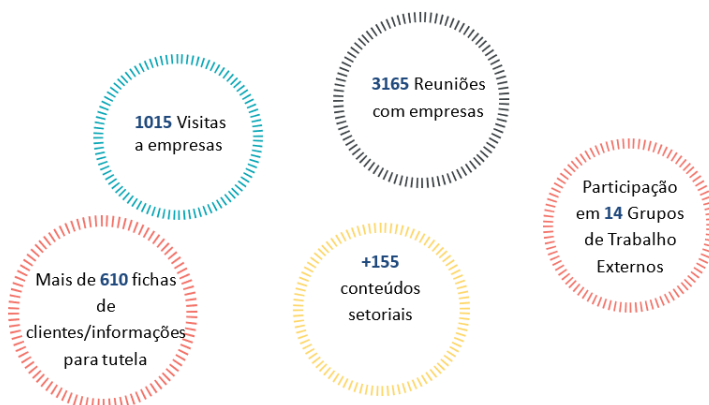 1015 Visitas
a empresas
3165 Reuniões
com empresas
Participação
em 14 Grupos
de Trabalho
Externos
Mais de 610 fichas
de
clientes/informações
para tutela
+155
conteúdos
setoriais